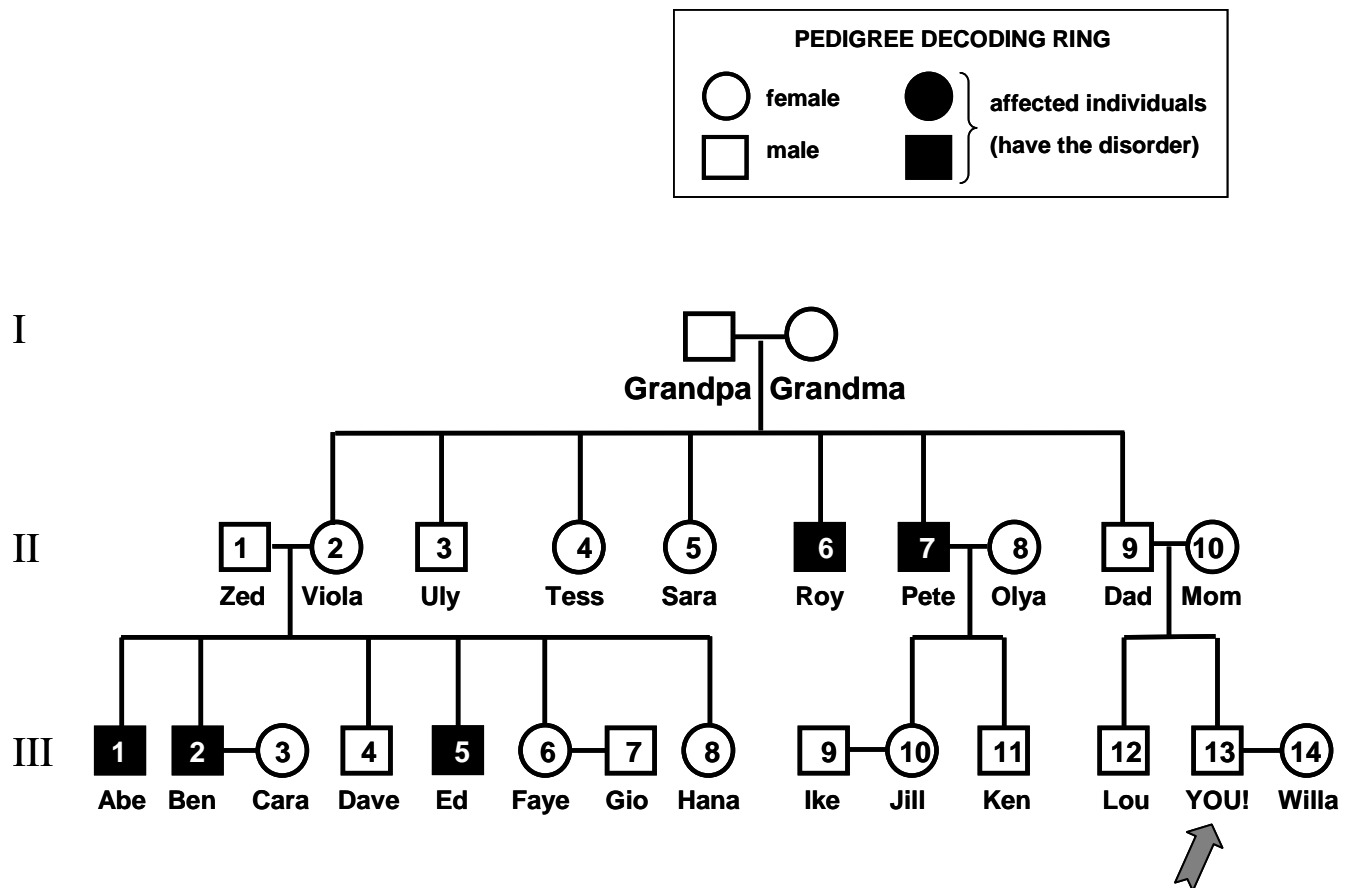 PEDIGREE DECODING RING
female
affected individuals
male
(have the disorder)
I
Grandpa Grandma
II
1 2 3 4 5 6 7 8 9 10
Zed Viola Uly Tess Sara Roy Pete Olya Dad Mom
III
1 2 3 4 5 6 7 8 9 10 11 12 13 14
Abe Ben Cara Dave Ed Faye Gio Hana Ike Jill Ken Lou YOU! Willa